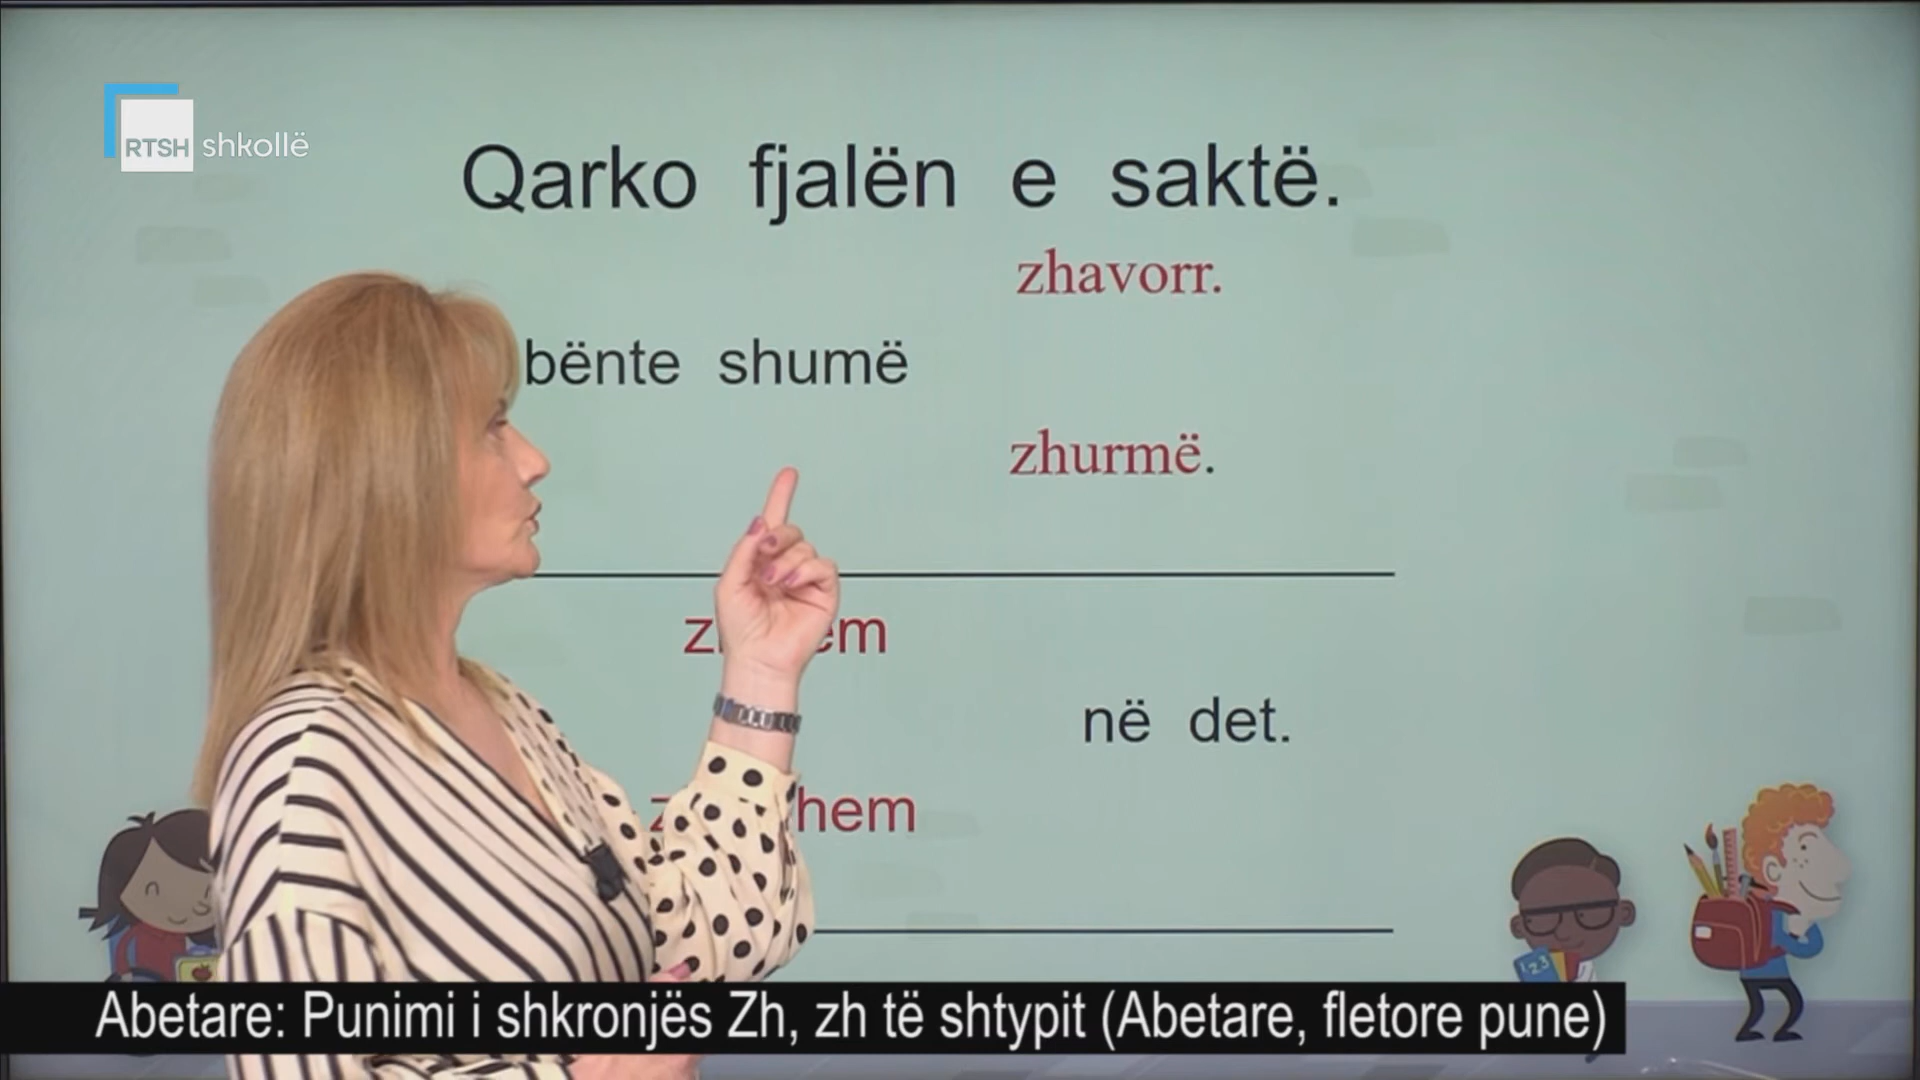 RTSH shkollë
Qarko fjalën e saktë.
zhavorr.
bënte shumë
zhurmë.
në det.
Abetare: Punimi i shkronjës Zh, zh të shtypit (Abetare, fletore pune)